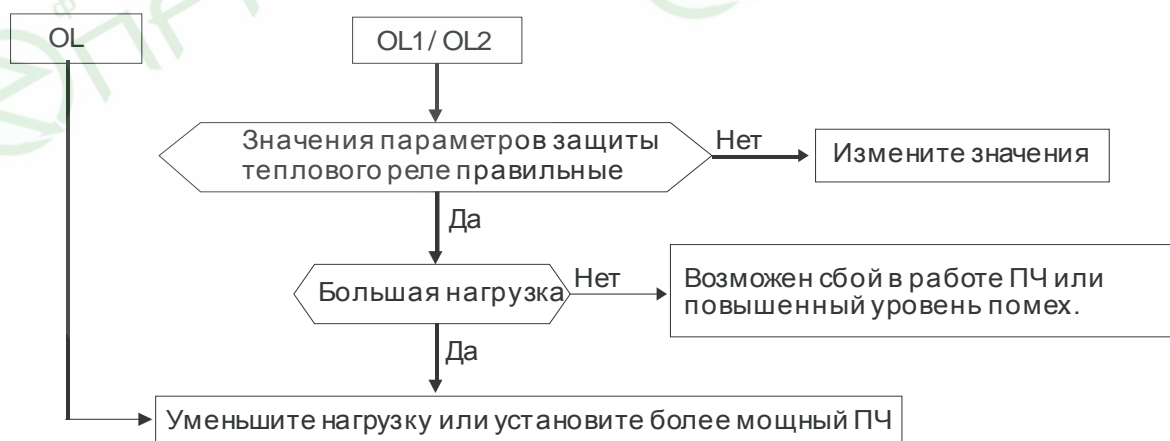 OL
OL1 / OL2
Значения параметров защиты
теплового реле правильные
Нет
Измените значения
Да
Большая нагрузка
Нет
Возможен сбой в работе ПЧ или
повышенный уровень помех.
Да
Уменьшите нагрузку или установите более мощный ПЧ